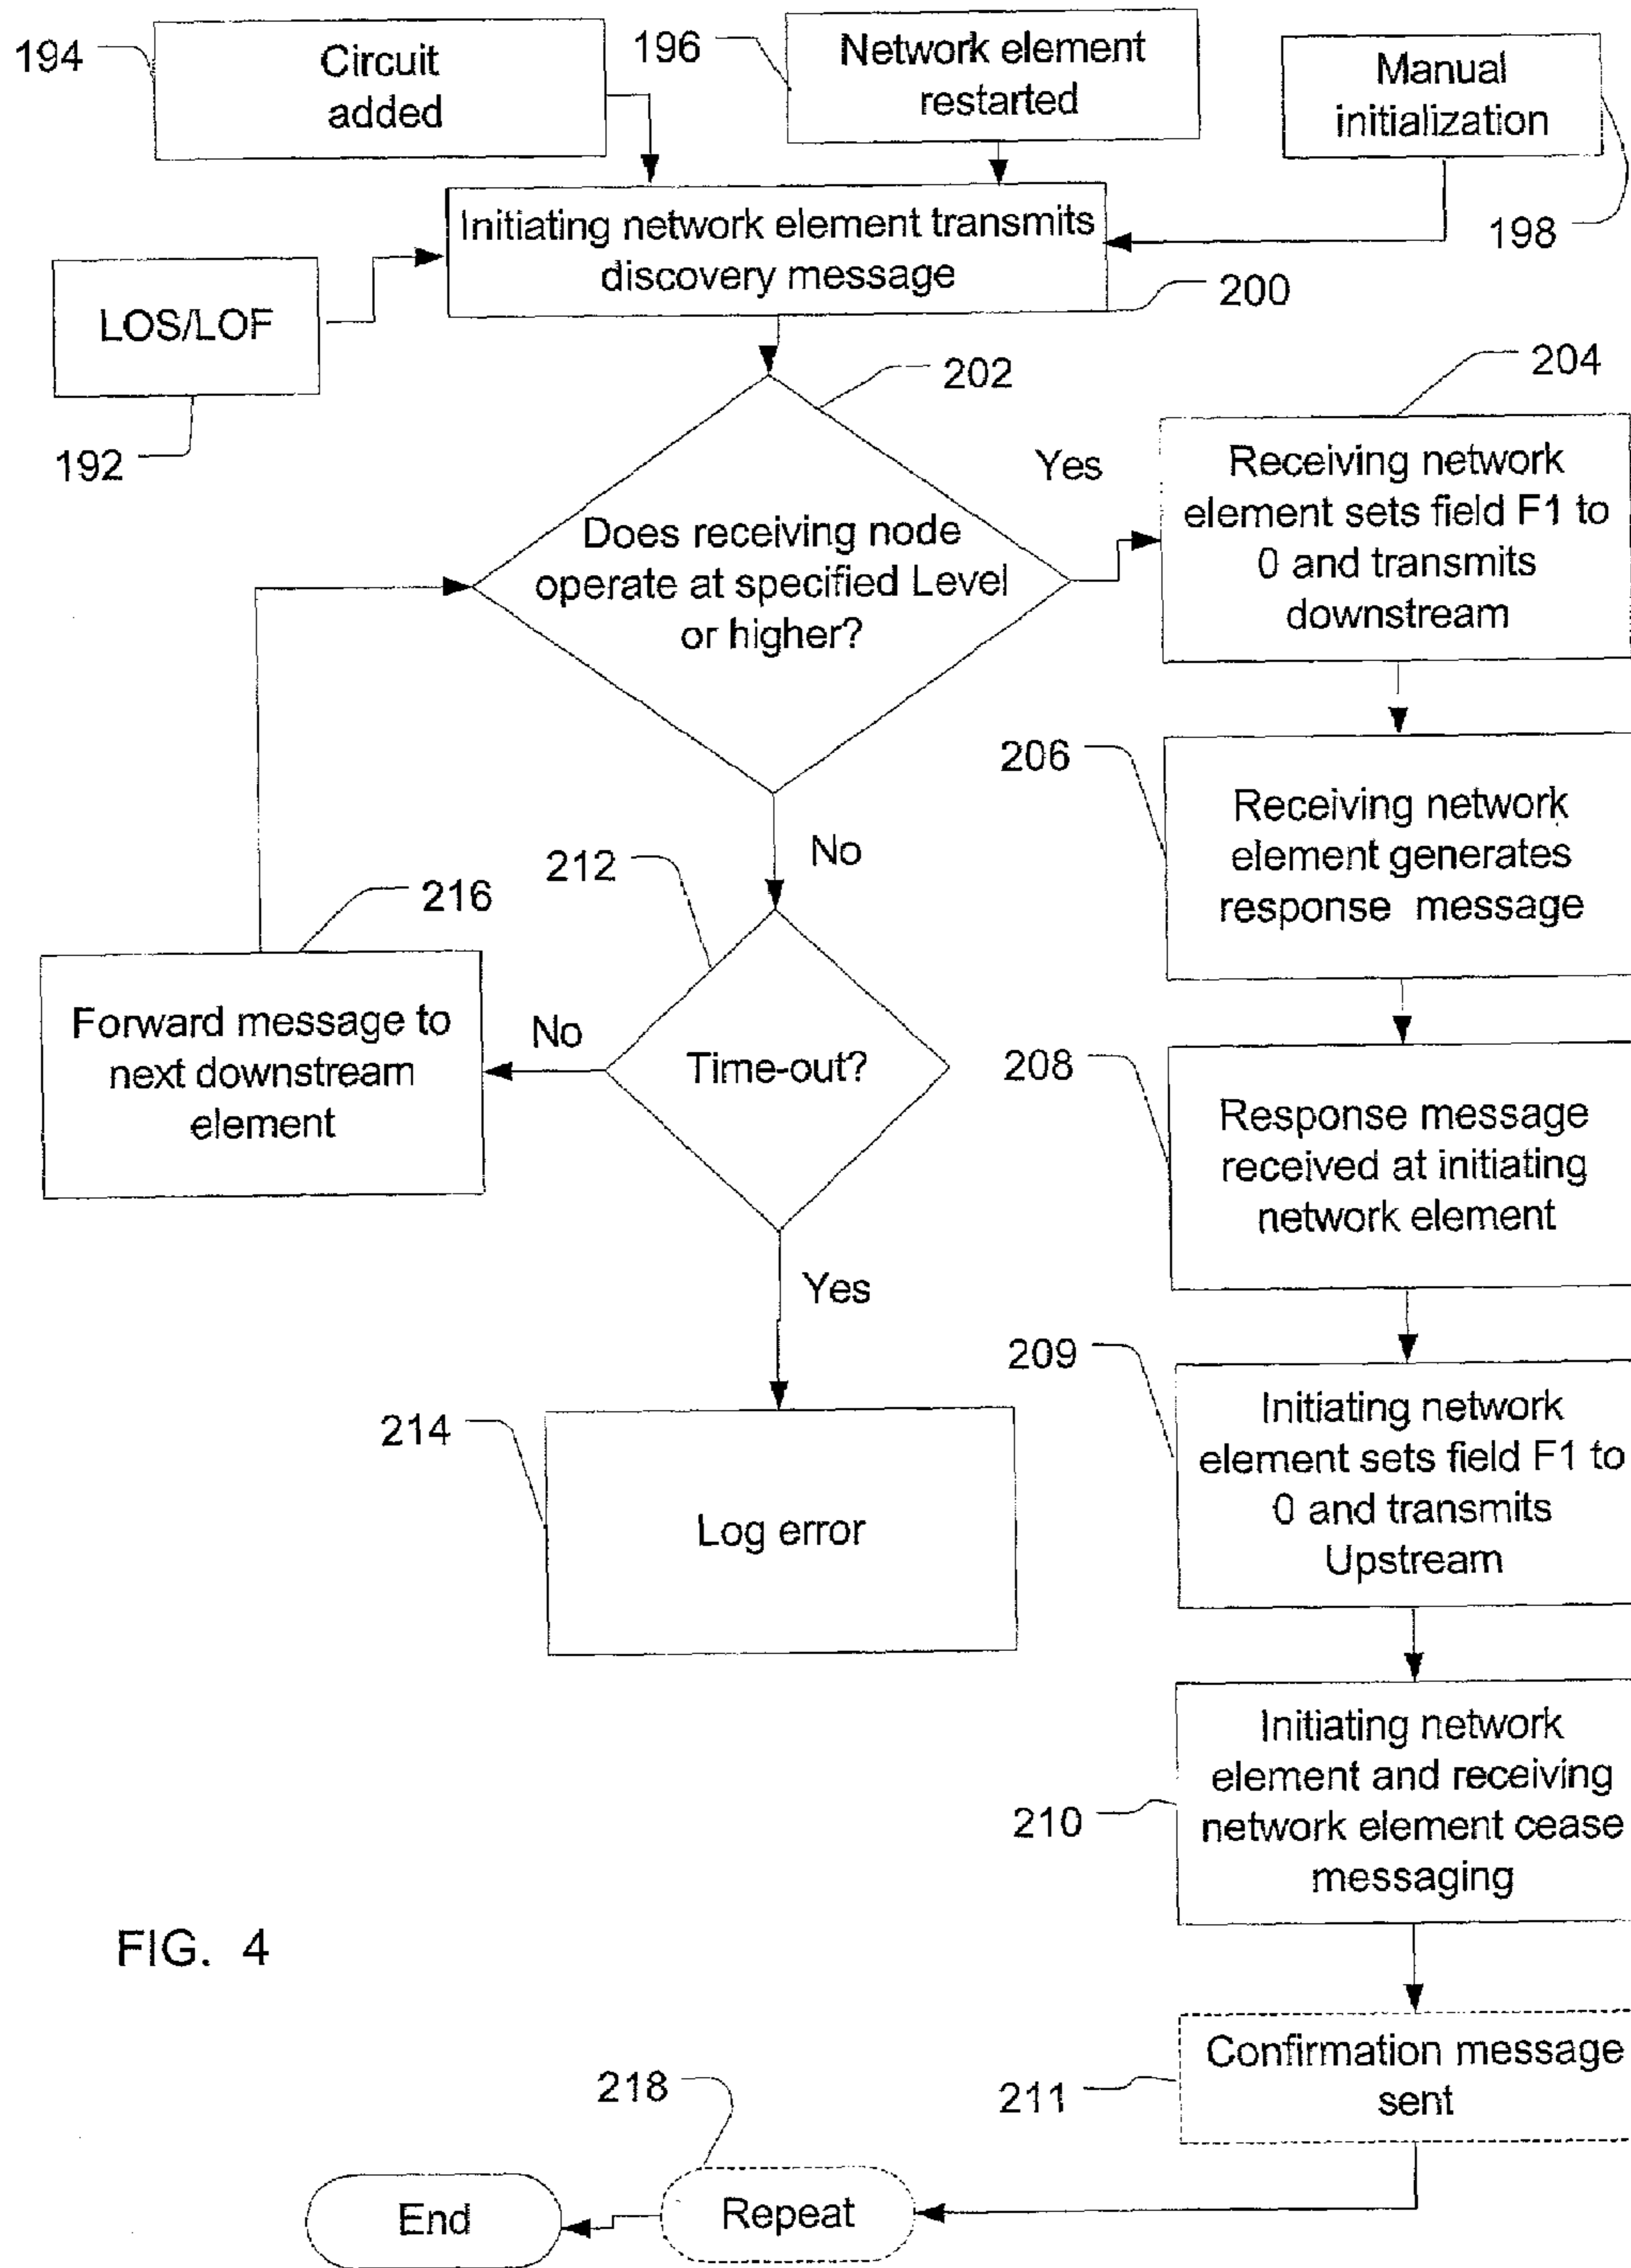 194
Circuit
added
196
Network element
restarted
Manual
initialization
198
Initiating network element transmits
discovery message
200
LOS/LOF
192
202
204
Does receiving node
operate at specified Level
or higher?
Yes
Receiving network
element sets field F1 to
0 and transmits
downstream
206
Receiving network
element generates
response message
No
212
216
Forward message to
next downstream
element
No
Time-out?
208
Response message
received at initiating
network element
Yes
209
Initiating network
element sets field F1 to
0 and transmits
Upstream
214
Log error
210
Initiating network
element and receiving
network element cease
messaging
FIG. 4
211
Confirmation message
sent
218
Repeat
End